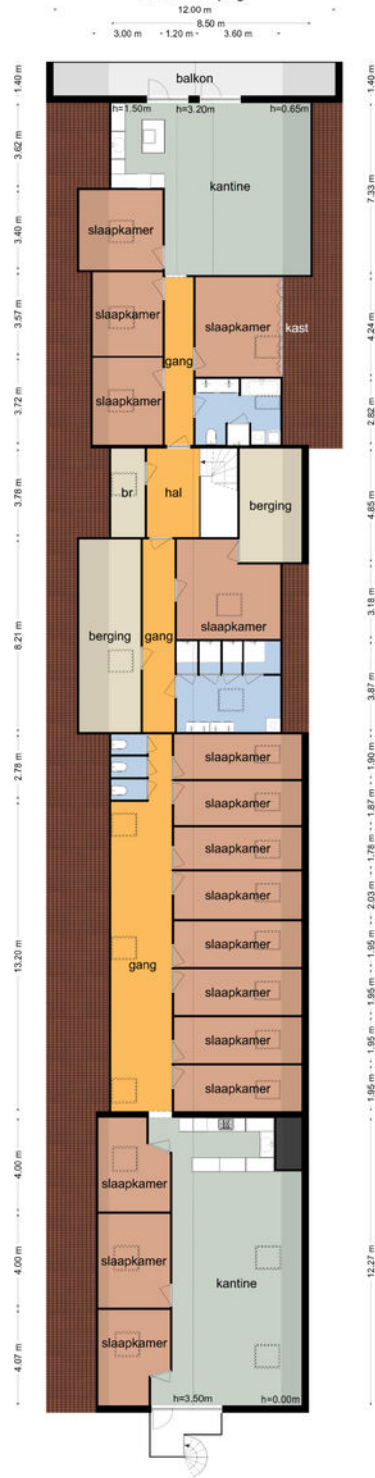 12.00 m
8.50 m
3.00 m
1.20 m
3.60 m
balkon
1.40 m
1.40 m
h=1.50m
h=3.20m
h=0.65m
3.62 m
kantine
7.33 m
slaapkamer
3.40 m
slaapkamer
3.57 m
slaapkamer
kast
4.24 m
gang
slaapkamer
3.72 m
2.82 m
br
hal
berging
3.78 m
4.85 m
berging
gang
slaapkamer
8.21 m
3.18 m
3.87 m
2.78 m
slaapkamer
1.90 m
slaapkamer
1.87 m
slaapkamer
1.78 m
slaapkamer
2.03 m
slaapkamer
1.95 m
gang
13.20 m
slaapkamer
1.95 m
slaapkamer
1.95 m
slaapkamer
1.95 m
4.00 m
slaapkamer
4.00 m
slaapkamer
kantine
12.27 m
4.07 m
slaapkamer
h=3.50m
h=0.00m